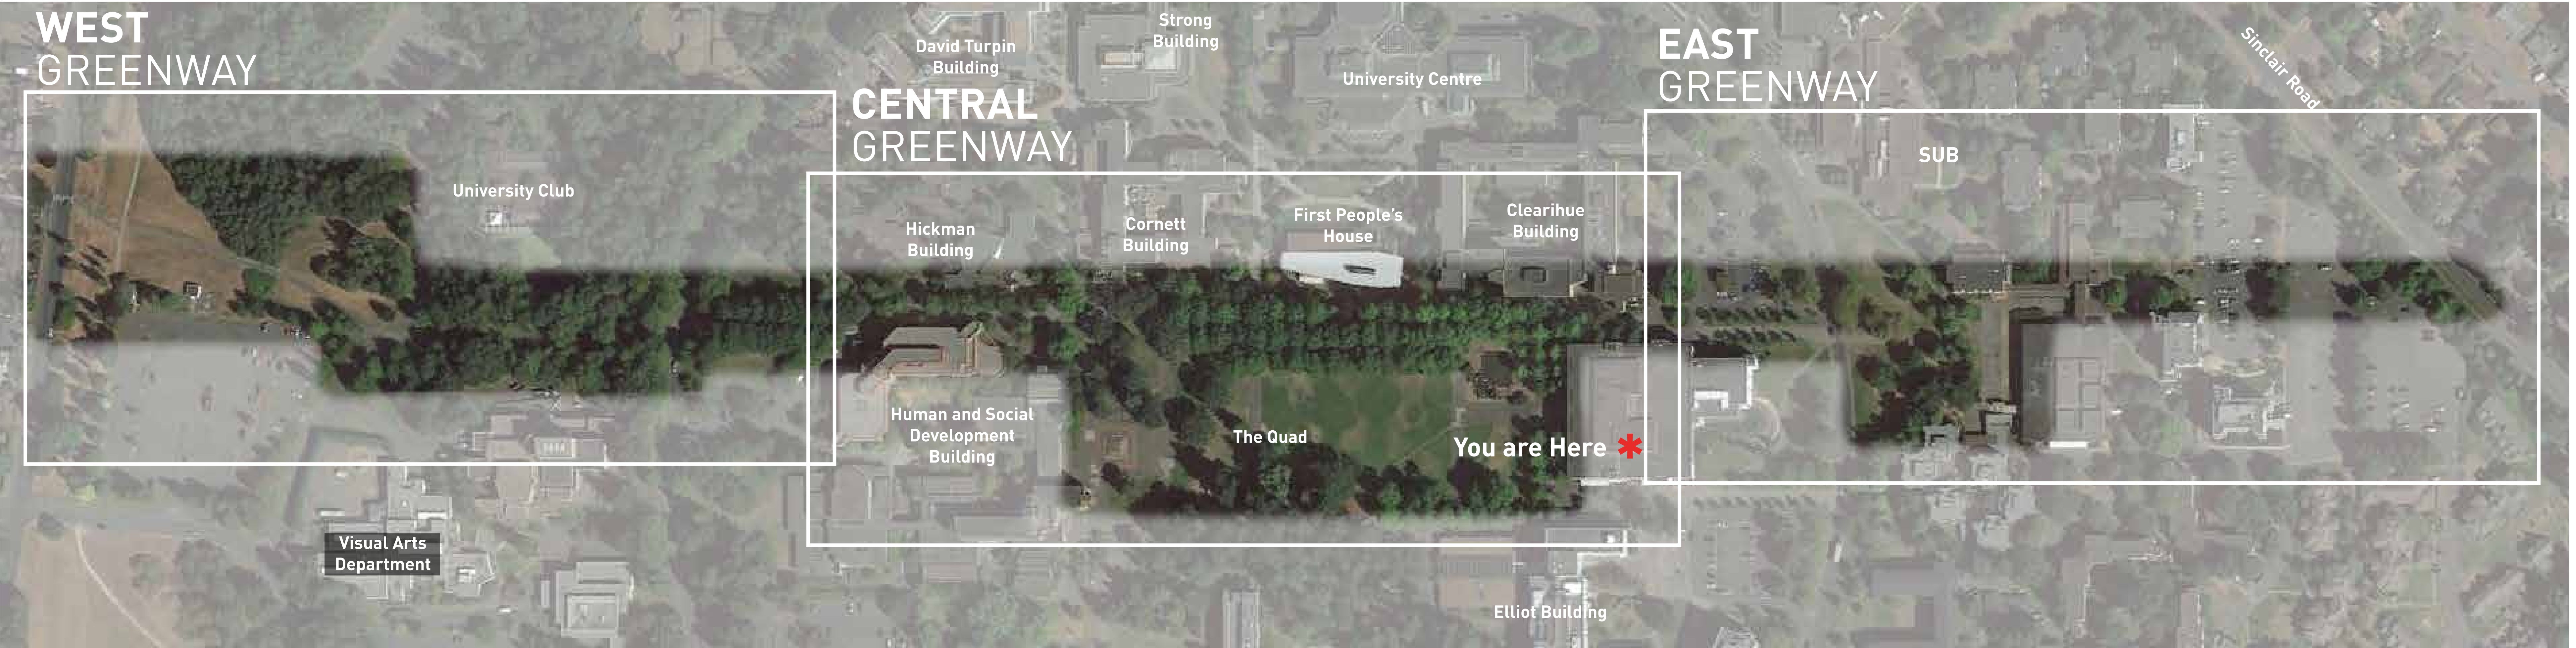 WEST
GREENWAY
David Turpin
Building
Strong
Building
University Centre
EAST
GREENWAY
Sinclair Road
CENTRAL
GREENWAY
SUB
University Club
Hickman
Building
Cornett
Building
First People's
House
Clearihue
Building
Human and Social
Development
Building
The Quad
You are Here *
Visual Arts
Department
Elliot Building